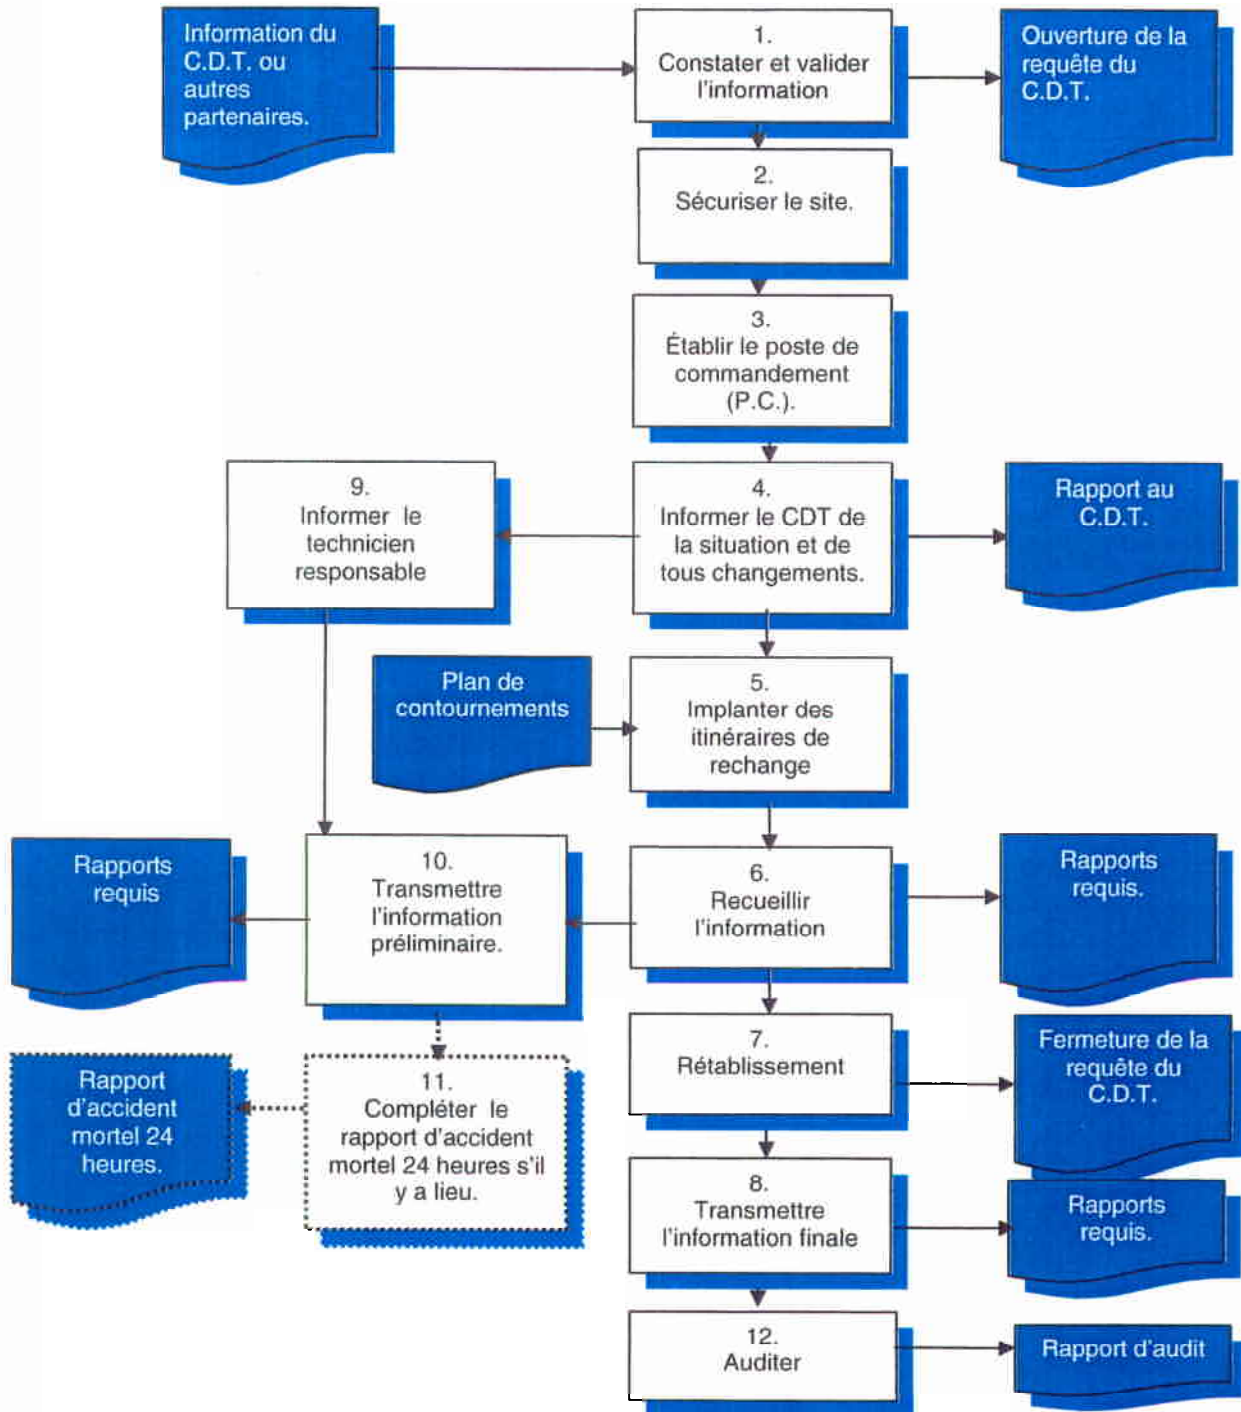 Information du
C.D.T. ou
autres
partenaires.
1.
Constater et valider
l'information
Ouverture de la
requête du
C.D.T.
2.
Sécuriser le site.
3.
Établir le poste de
commandement
(P.C.).
9.
Informer le
technicien
responsable
4.
Informer le CDT de
la situation et de
tous changements.
Rapport au
C.D.T.
Plan de
contournements
5.
Implanter des
itinéraires de
rechange
Rapports
requis
10.
Transmettre
l'information
préliminaire.
6.
Recueillir
l'information
Rapports
requis.
7.
Rétablissement
Fermeture de la
requête du
C.D.T.
Rapport
d'accident
mortel 24
heures.
11.
Compléter le
rapport d'accident
mortel 24 heures s'il
y a lieu.
8.
Transmettre
l'information finale
Rapports
requis.
12.
Auditer
Rapport d'audit